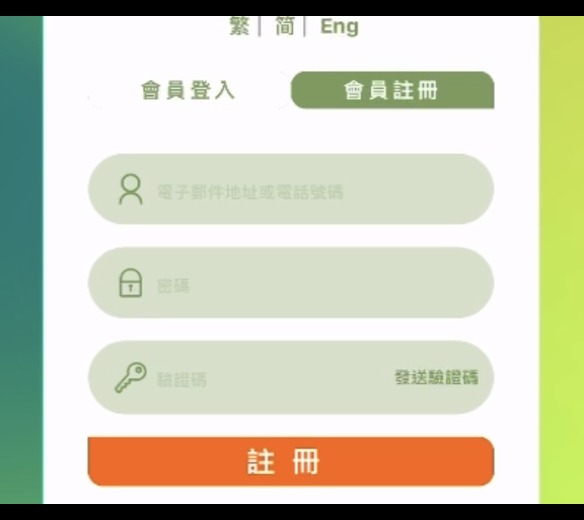 繁｜简｜Eng
會員登入 會員註冊
電子郵件地址或電話號碼
密碼
驗證碼 發送驗證碼
註冊